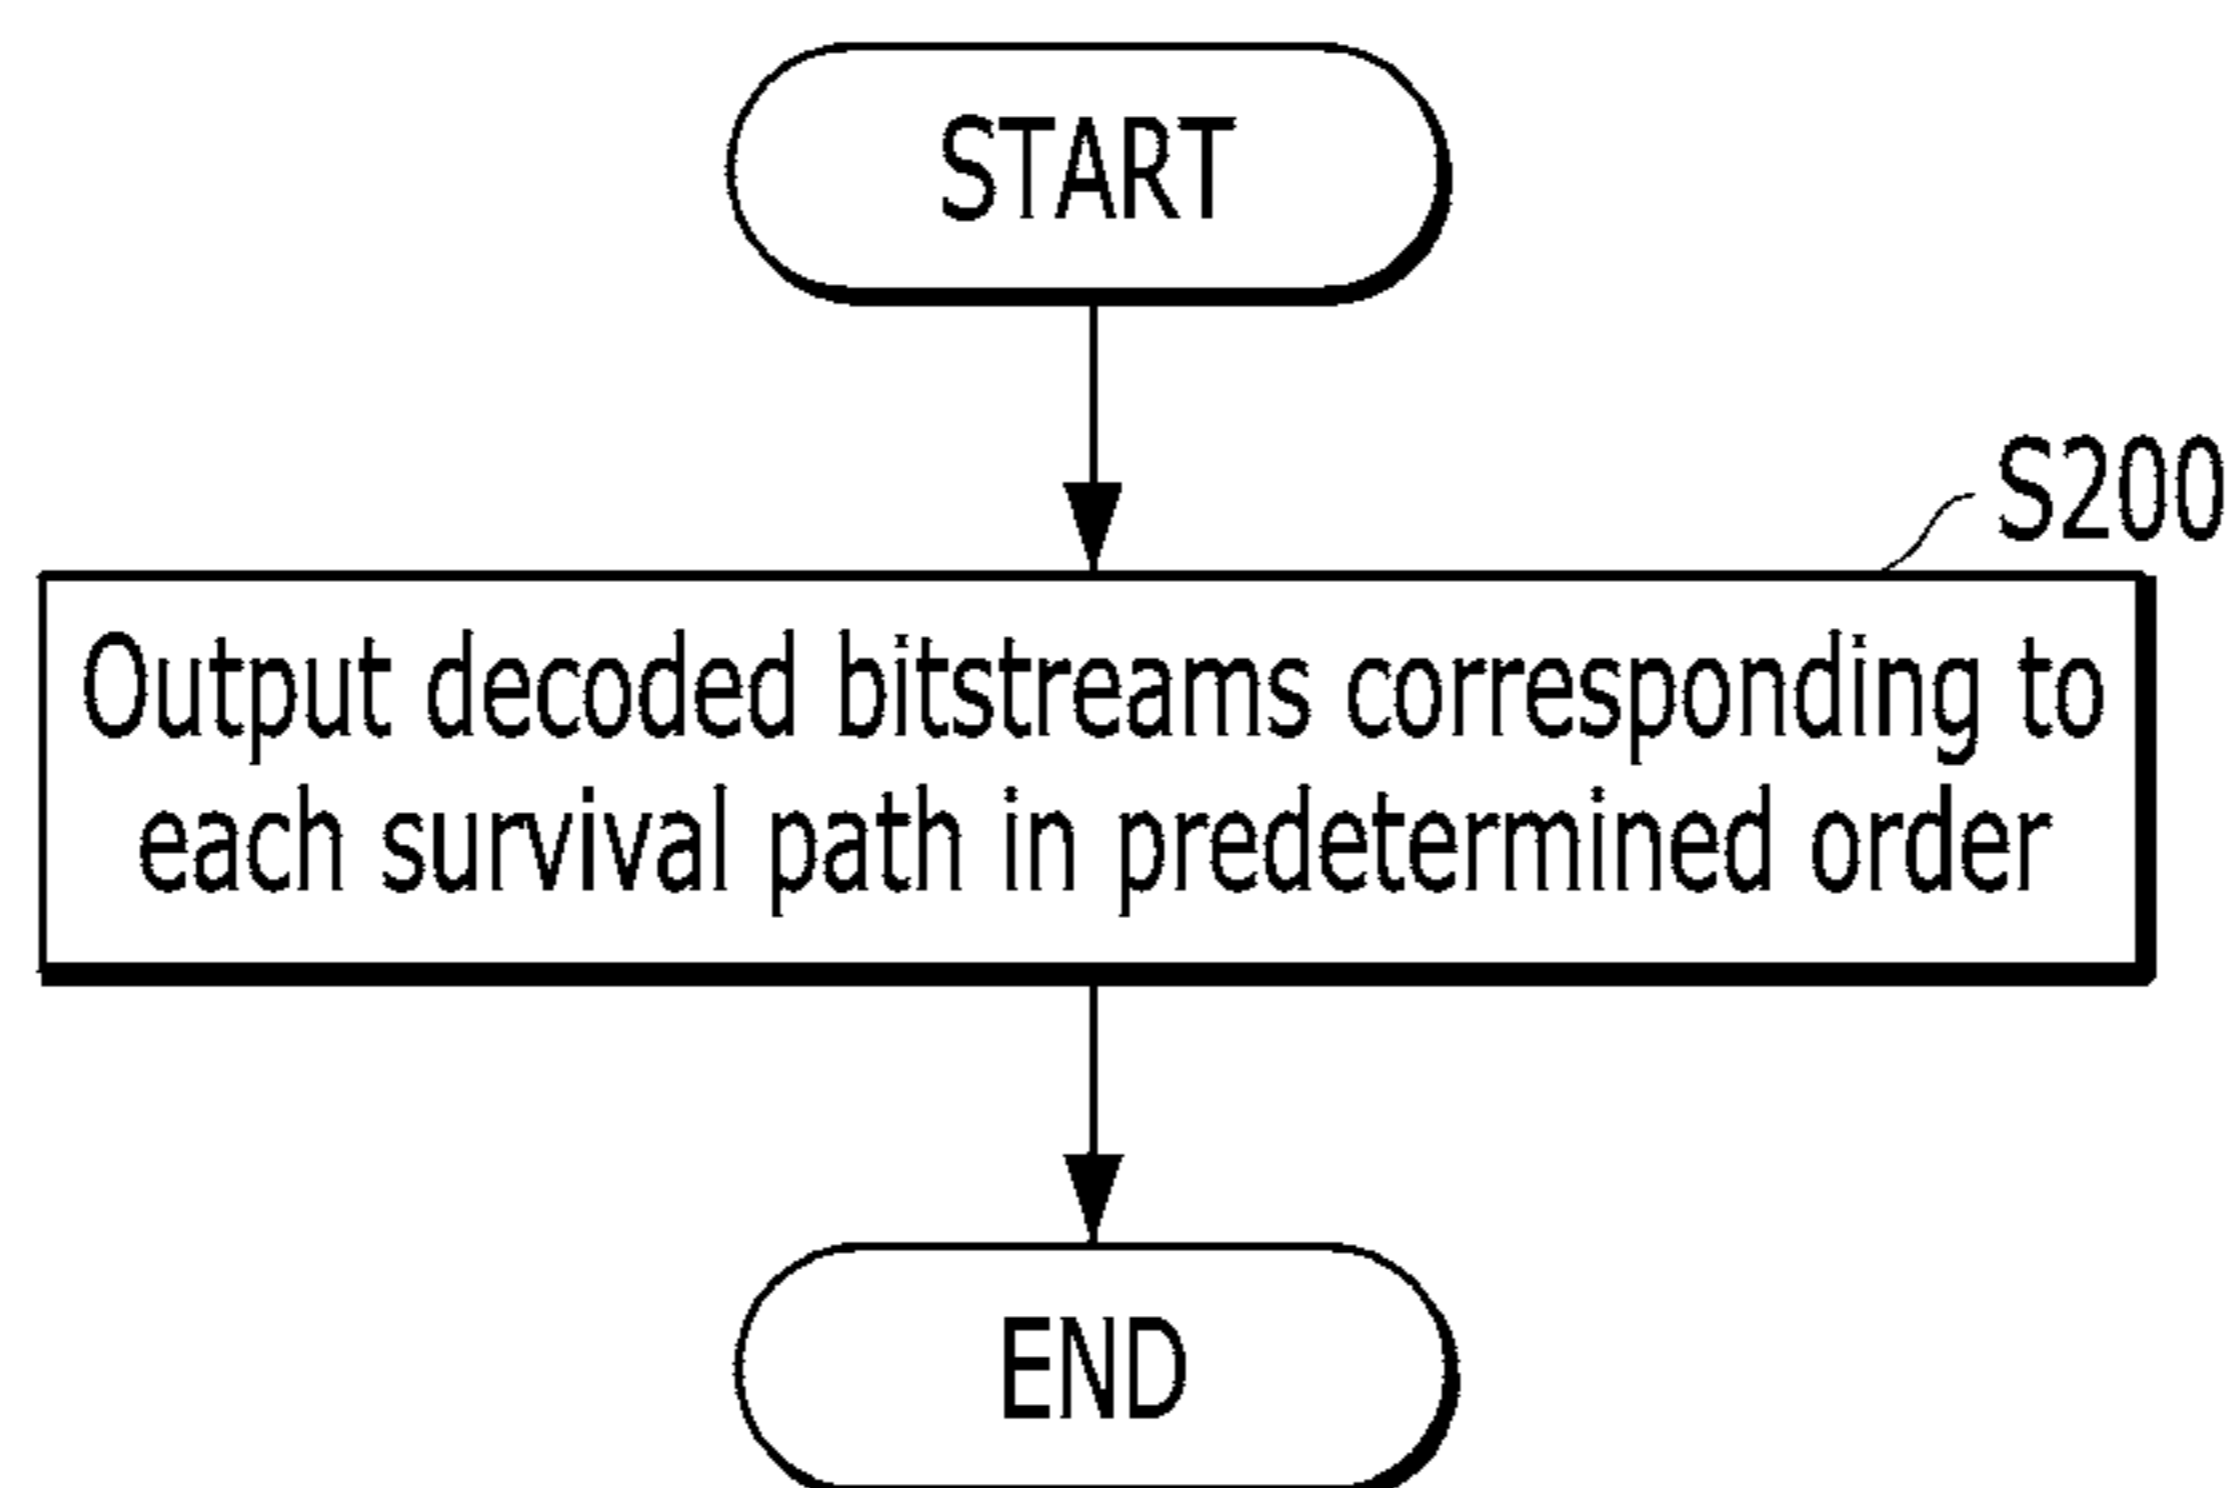 START
S200
Output decoded bitstreams corresponding to
each survival path in predetermined order
END